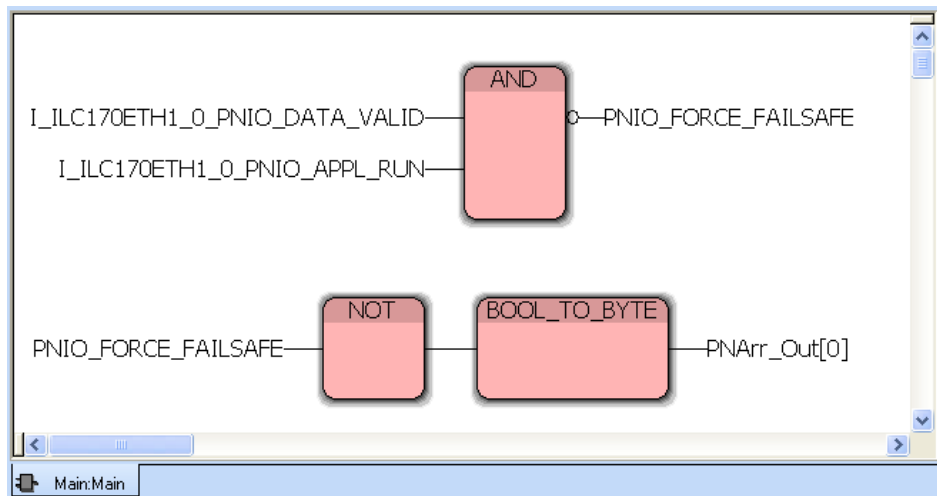 AND
I_ILC170ETH1_0_PNIO_DATA_VALID
PNIO_FORCE_FAILSAFE
I_ILC170ETH1_0_PNIO_APPL_RUN
NOT
BOOL_TO_BYTE
PNIO_FORCE_FAILSAFE
PNArr_Out[0]
Main:Main